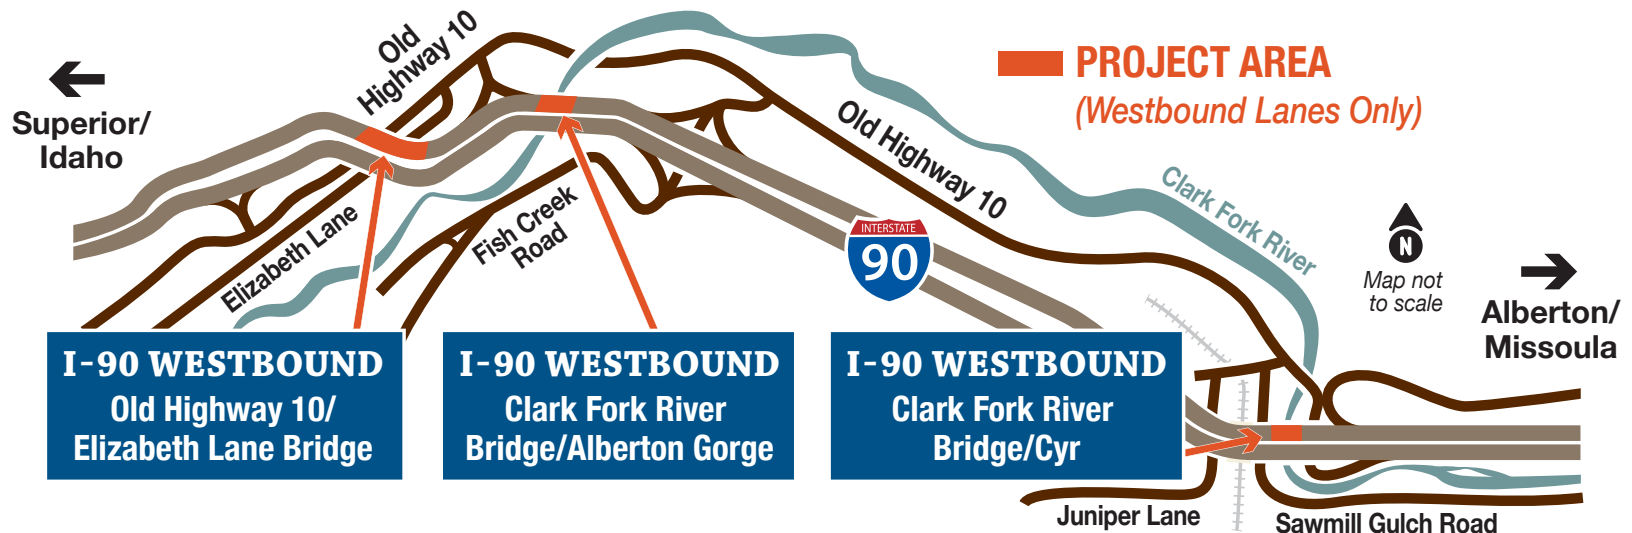 Superior/
Idaho
Old
Highway 10
PROJECT AREA
(Westbound Lanes Only)
Old Highway 10
Clark Fork River
Elizabeth Lane
Fish Creek
Road
INTERSTATE
90
N
Map not
to scale
Alberton/
Missoula
I-90 WESTBOUND
Old Highway 10/
Elizabeth Lane Bridge
I-90 WESTBOUND
Clark Fork River
Bridge/Alberton Gorge
I-90 WESTBOUND
Clark Fork River
Bridge/Cyr
Juniper Lane
Sawmill Gulch Road